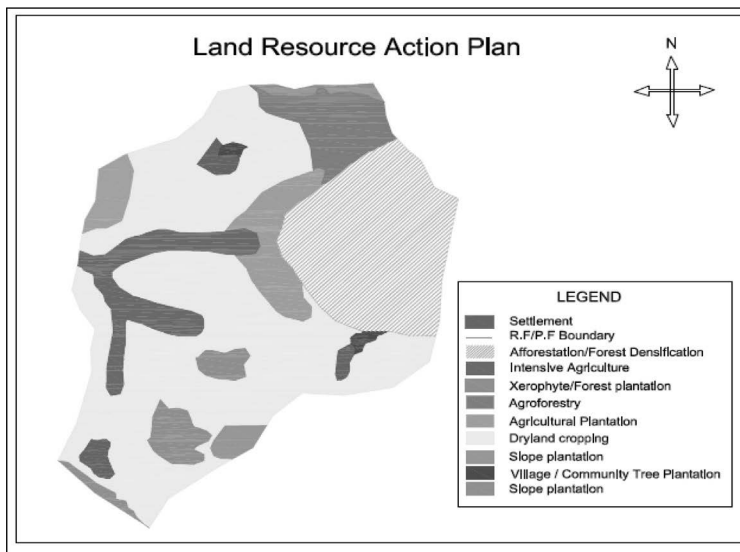 Land Resource Action Plan
N
LEGEND
Settlement
R.F/P.F Boundary
Afforestation/Forest Densification
Intensive Agriculture
Xerophyte/Forest plantation
Agroforestry
Agricultural Plantation
Dryland cropping
Slope plantation
Village / Community Tree Plantation
Slope plantation